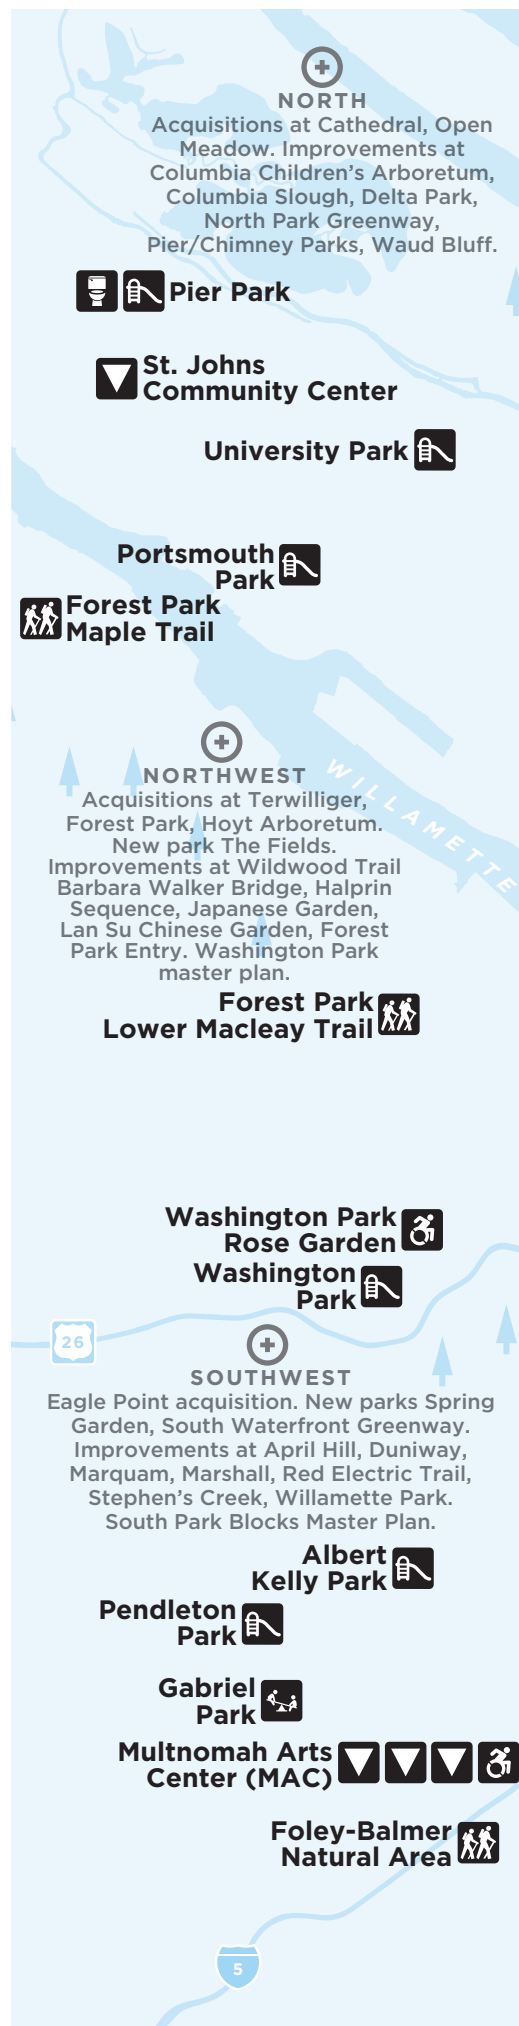 NORTH
Acquisitions at Cathedral, Open
Meadow. Improvements at
Columbia Children’s Arboretum,
Columbia Slough, Delta Park,
North Park Greenway,
Pier/Chimney Parks, Waud Bluff.
Pier Park
St. Johns
Community Center
University Park
Portsmouth
Park
Forest Park
Maple Trail
NORTHWEST
WILLAMETTE
Acquisitions at Terwilliger,
Forest Park, Hoyt Arboretum.
New park The Fields.
Improvements at Wildwood Trail
Barbara Walker Bridge, Halprin
Sequence, Japanese Garden,
Lan Su Chinese Garden, Forest
Park Entry. Washington Park
master plan.
Forest Park
Lower Macleay Trail
Washington Park
Rose Garden
Washington
Park
26
SOUTHWEST
Eagle Point acquisition. New parks Spring
Garden, South Waterfront Greenway.
Improvements at April Hill, Duniway,
Marquam, Marshall, Red Electric Trail,
Stephen’s Creek, Willamette Park.
South Park Blocks Master Plan.
Albert
Kelly Park
Pendleton
Park
Gabriel
Park
Multnomah Arts
Center (MAC)
Foley-Balmer
Natural Area
5